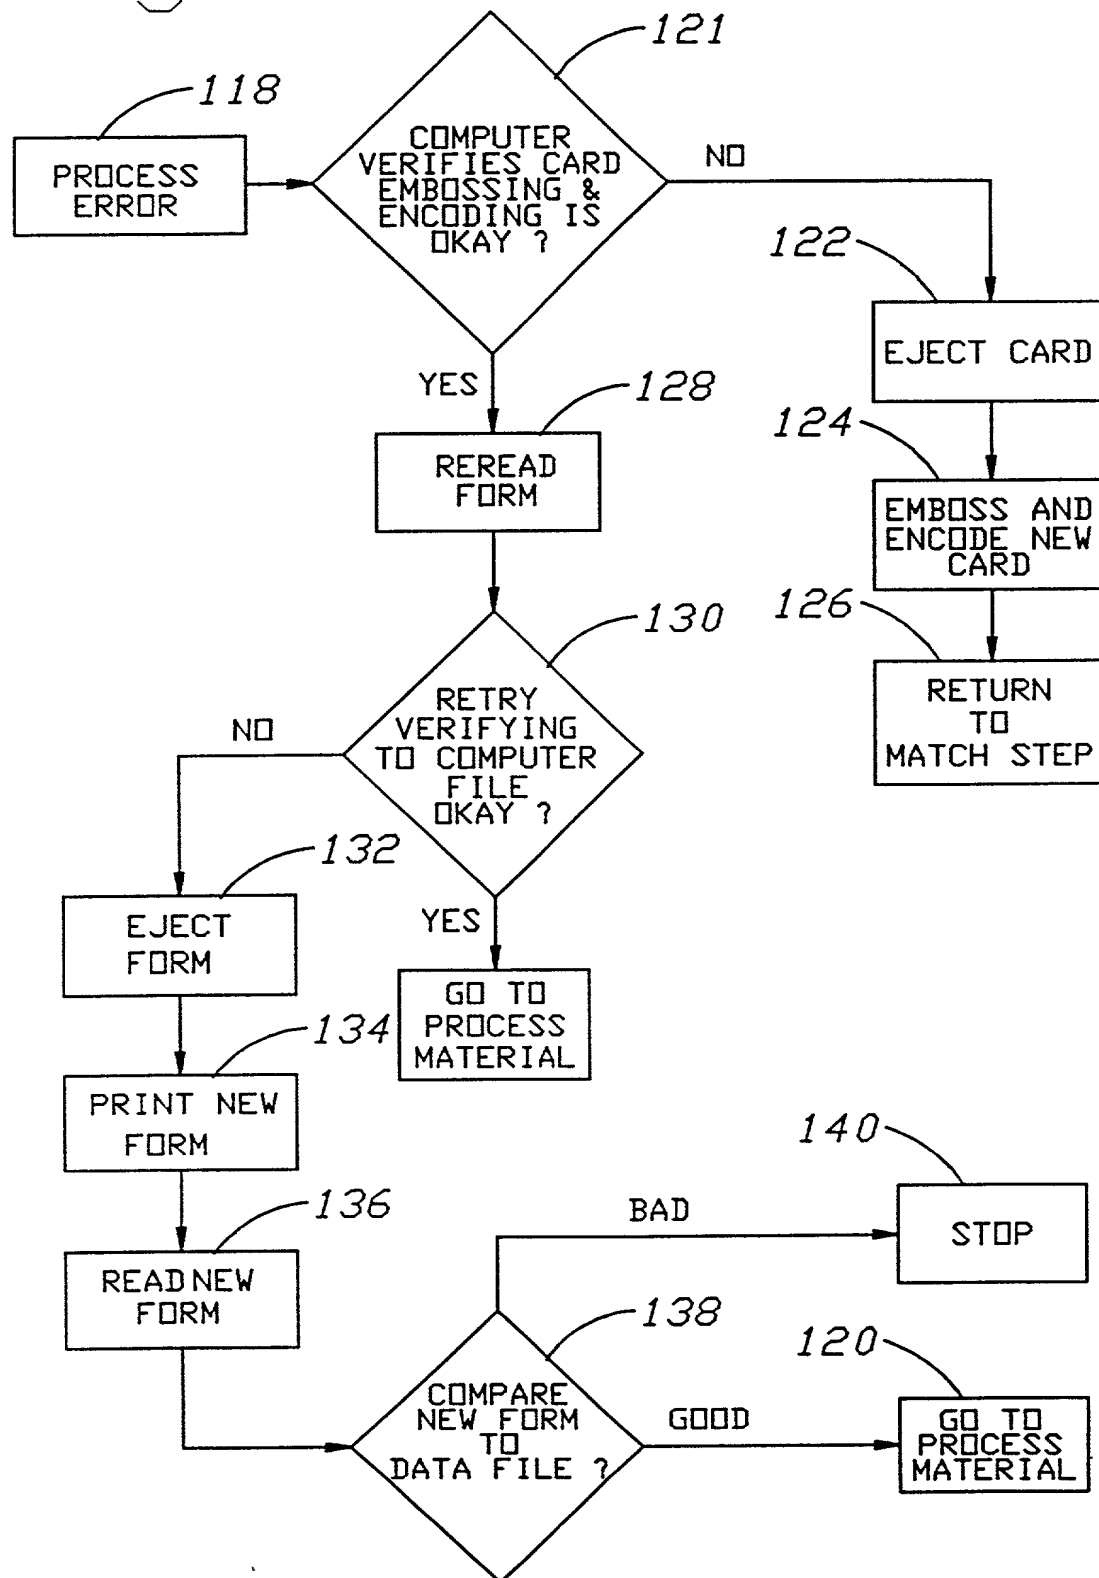 121
118
PROCESS
ERROR
COMPUTER
VERIFIES CARD
EMBOSSING &
ENCODING IS
OKAY ?
NO
122
EJECT CARD
YES
128
REREAD
FORM
124
EMBOSS AND
ENCODE NEW
CARD
126
RETURN
TO
MATCH STEP
130
RETRY
VERIFYING
TO COMPUTER
FILE
OKAY ?
NO
132
EJECT
FORM
YES
GO TO
PROCESS
MATERIAL
134
PRINT NEW
FORM
136
READ NEW
FORM
138
COMPARE
NEW FORM
TO
DATA FILE ?
BAD
140
STOP
GOOD
120
GO TO
PROCESS
MATERIAL